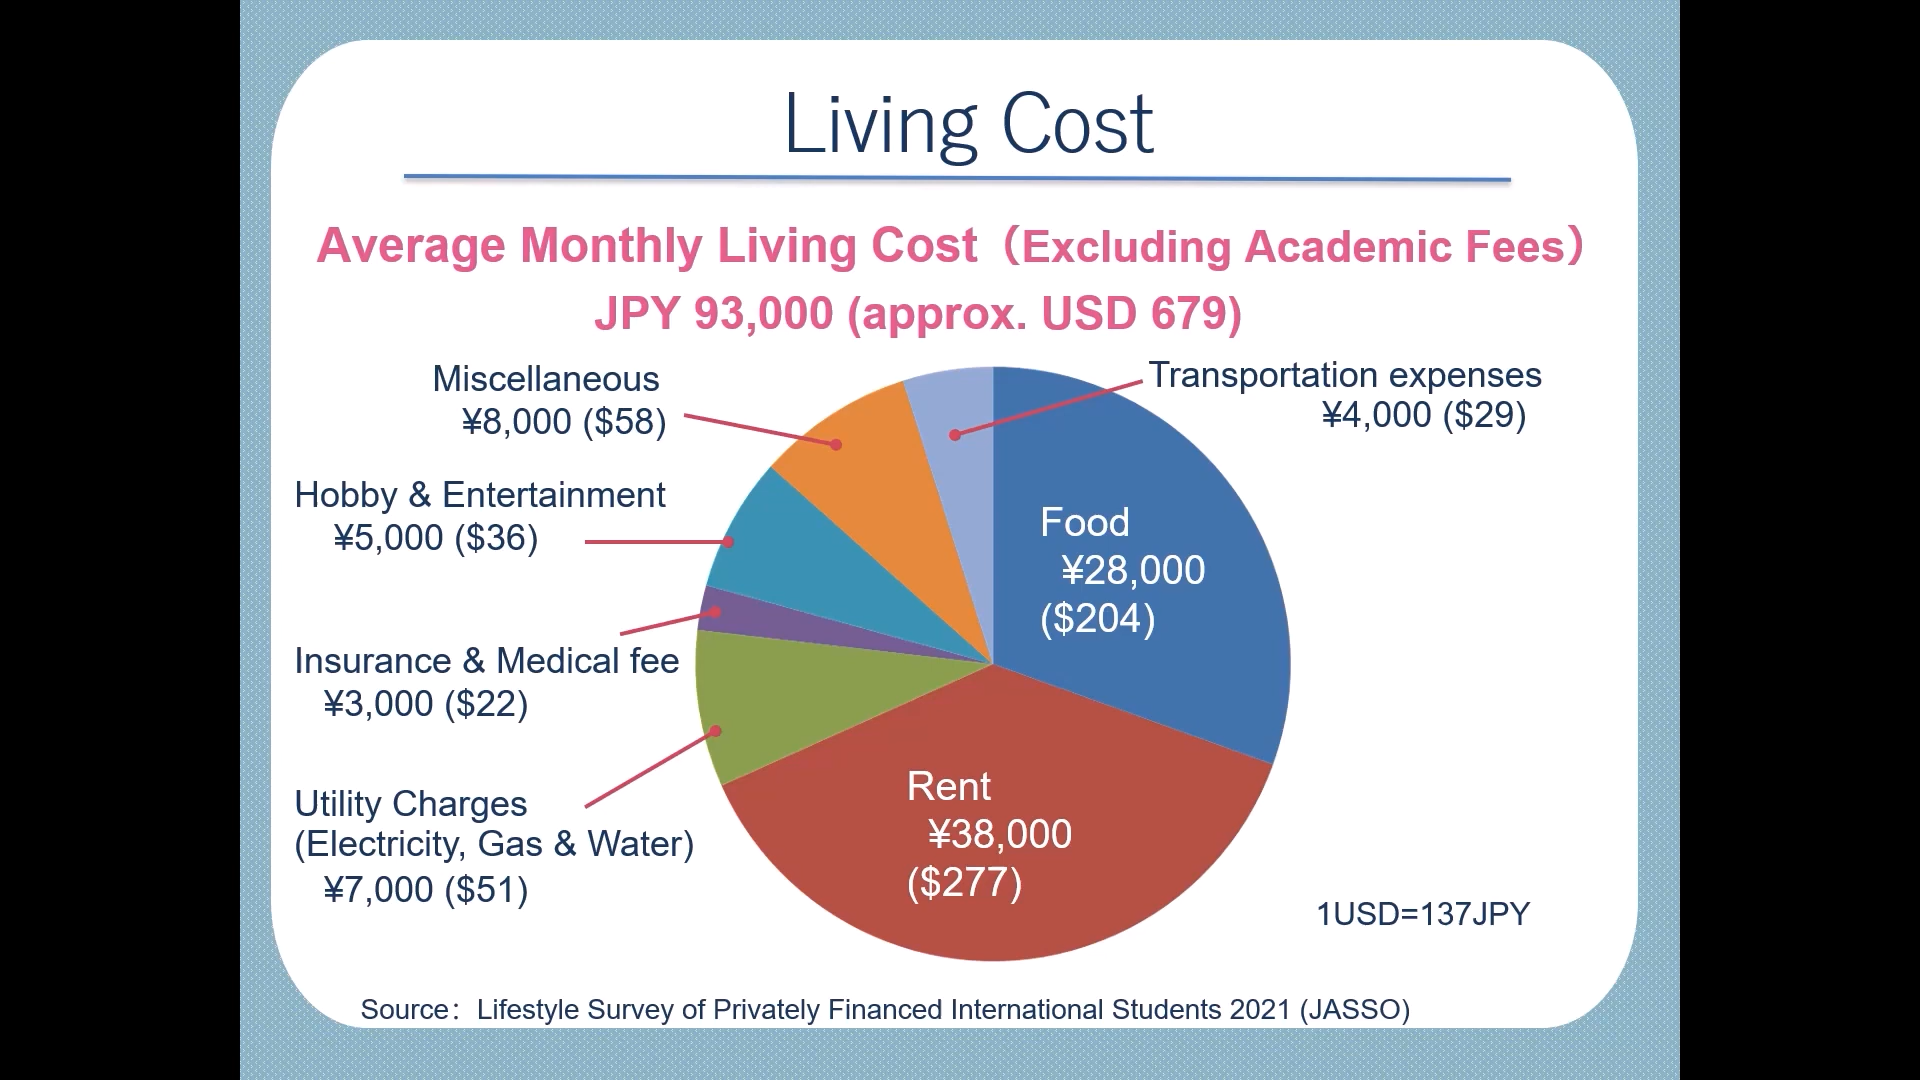 Living Cost
Average Monthly Living Cost（Excluding Academic Fees）
JPY 93,000 (approx. USD 679)
Miscellaneous
¥8,000 ($58)
Transportation expenses
¥4,000 ($29)
Hobby & Entertainment
¥5,000 ($36)
Food
¥28,000
($204)
Insurance & Medical fee
¥3,000 ($22)
Utility Charges
(Electricity, Gas & Water)
¥7,000 ($51)
Rent
¥38,000
($277)
1USD=137JPY
Source：Lifestyle Survey of Privately Financed International Students 2021 (JASSO)